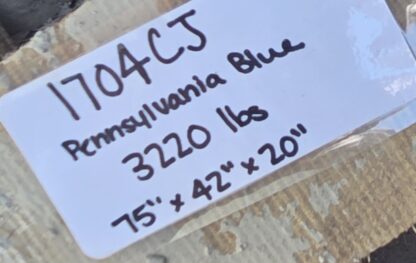 1704CJ
Pennsylvania Blue
3220 lbs
75" x 42" x 20"